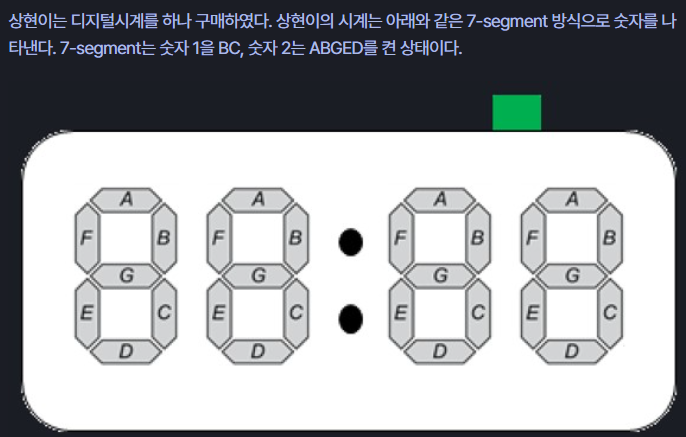 상현이는 디지털시계를 하나 구매하였다. 상현이의 시계는 아래와 같은 7-segment 방식으로 숫자를 나
타낸다. 7-segment는 숫자 1을 BC, 숫자 2는 ABGED를 켠 상태이다.
A A A A
F B F B F B F B
G G G G
E C E C E C E C
D D D D